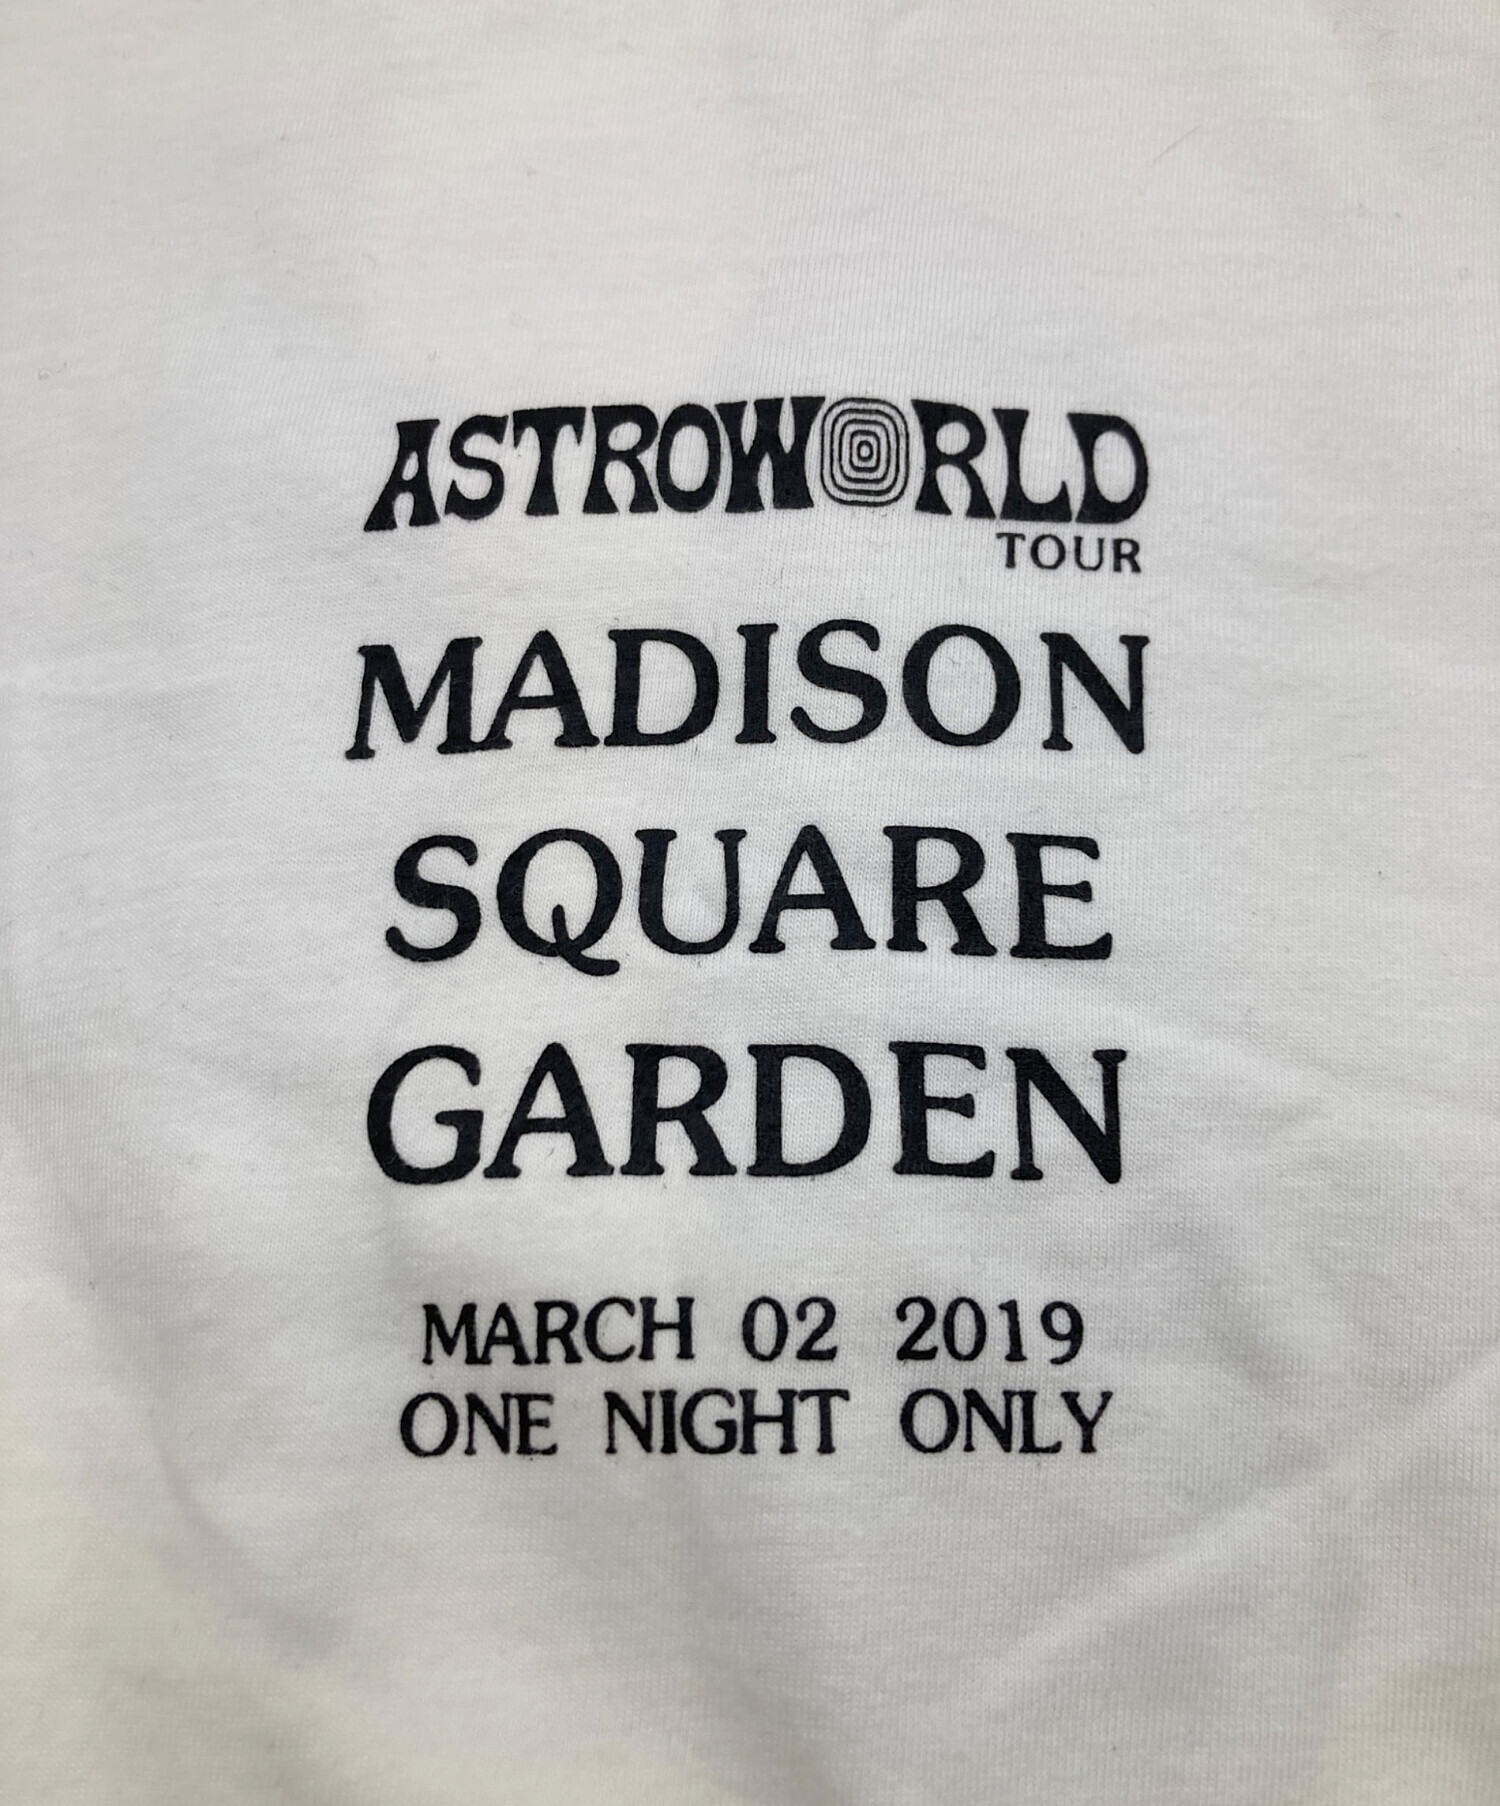 ASTROWORLD
TOUR
MADISON
SQUARE
GARDEN
MARCH 02 2019
ONE NIGHT ONLY